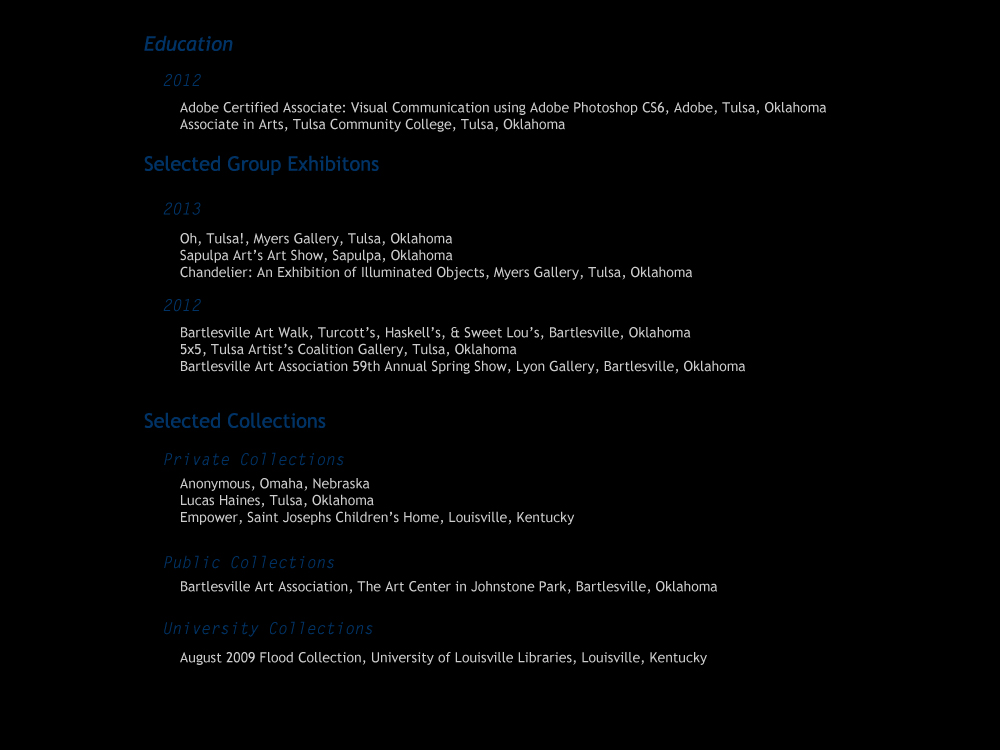 Education
2012
Adobe Certified Associate: Visual Communication using Adobe Photoshop CS6, Adobe, Tulsa, Oklahoma
Associate in Arts, Tulsa Community College, Tulsa, Oklahoma
Selected Group Exhibitons
2013
Oh, Tulsa!, Myers Gallery, Tulsa, Oklahoma
Sapulpa Art’s Art Show, Sapulpa, Oklahoma
Chandelier: An Exhibition of Illuminated Objects, Myers Gallery, Tulsa, Oklahoma
2012
Bartlesville Art Walk, Turcott’s, Haskell’s, & Sweet Lou’s, Bartlesville, Oklahoma
5x5, Tulsa Artist’s Coalition Gallery, Tulsa, Oklahoma
Bartlesville Art Association 59th Annual Spring Show, Lyon Gallery, Bartlesville, Oklahoma
Selected Collections
Private Collections
Anonymous, Omaha, Nebraska
Lucas Haines, Tulsa, Oklahoma
Empower, Saint Josephs Children’s Home, Louisville, Kentucky
Public Collections
Bartlesville Art Association, The Art Center in Johnstone Park, Bartlesville, Oklahoma
University Collections
August 2009 Flood Collection, University of Louisville Libraries, Louisville, Kentucky